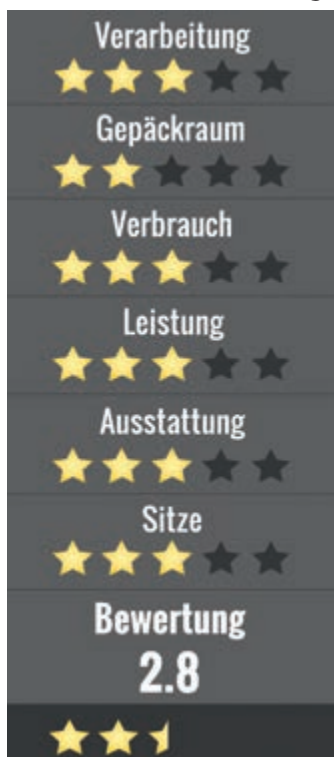 Verarbeitung
Gepäckraum
Verbrauch
Leistung
Ausstattung
Sitze
Bewertung
2.8